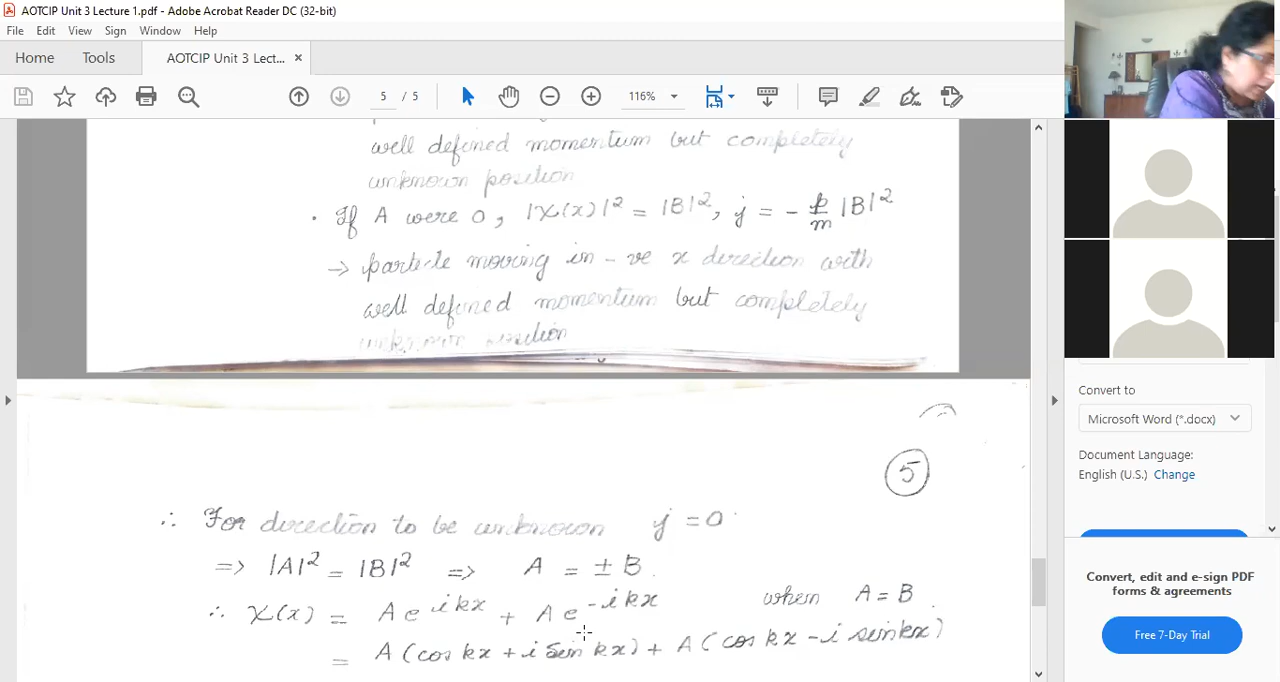 AOTCIP Unit 3 Lecture 1.pdf - Adobe Acrobat Reader DC (32-bit)
File Edit View Sign Window Help
Home Tools AOTCIP Unit 3 Lect... ×
5 / 5 116%
well defined momentum but completely
unknown position
· If A were 0, |χ(x)|² = |B|², j = - p/m |B|²
→ particle moving in -ve x direction with
well defined momentum but completely
unknown position
5
∴ For direction to be unknown j = 0
=> |A|² = |B|² => A = ± B
∴ χ(x) = A e^{ikx} + A e^{-ikx} when A = B
= A (cos kx + i sin kx) + A (cos kx - i sin kx)
Convert to
Microsoft Word (*.docx)
Document Language:
English (U.S.) Change
Convert, edit and e-sign PDF
forms & agreements
Free 7-Day Trial